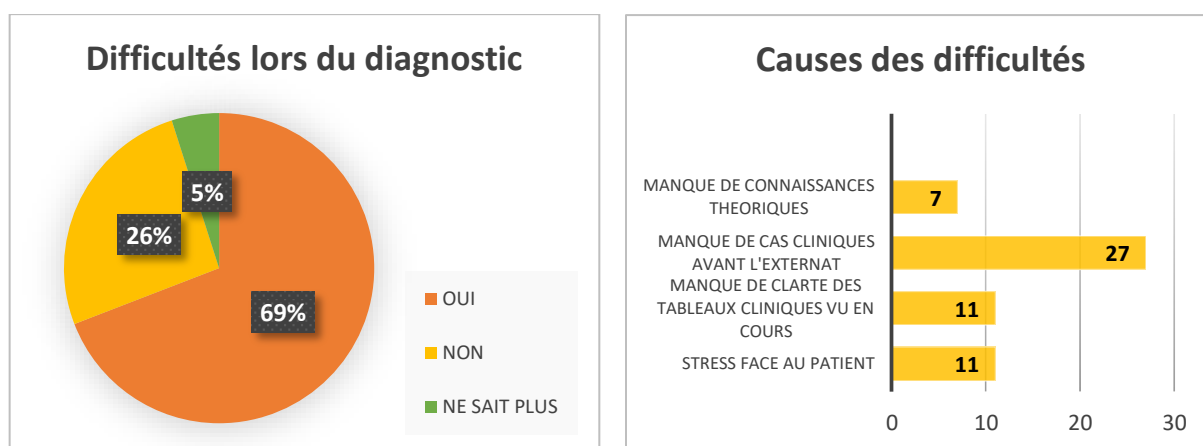 Difficultés lors du diagnostic
5%
26%
69%
OUI
NON
NE SAIT PLUS
Causes des difficultés
MANQUE DE CONNAISSANCES
THEORIQUES
7
MANQUE DE CAS CLINIQUES
AVANT L'EXTERNAT
27
MANQUE DE CLARTE DES
TABLEAUX CLINIQUES VU EN
COURS
11
STRESS FACE AU PATIENT
11
0 10 20 30